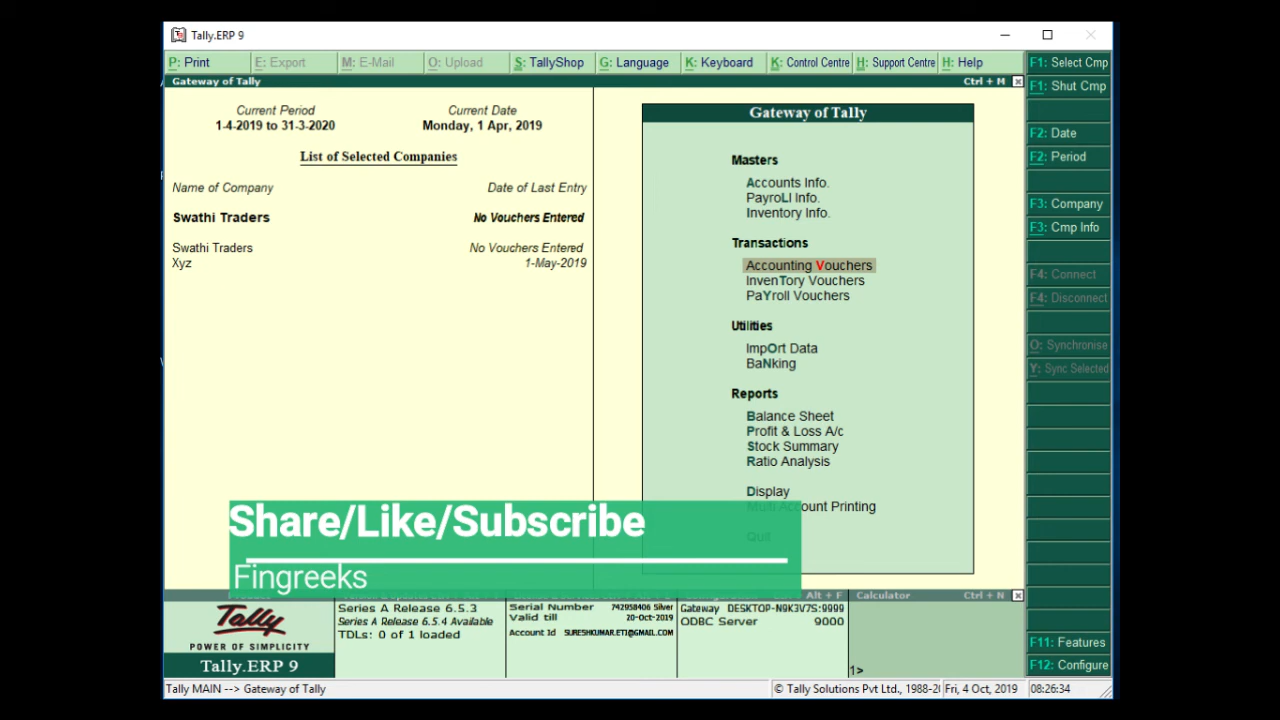 Tally.ERP 9
P: Print E: Export M: E-Mail O: Upload S: TallyShop G: Language K: Keyboard K: Control Centre H: Support Centre H: Help
Gateway of Tally Ctrl + M
Current Period Current Date
1-4-2019 to 31-3-2020 Monday, 1 Apr, 2019
List of Selected Companies
Name of Company Date of Last Entry
Swathi Traders No Vouchers Entered
Swathi Traders No Vouchers Entered
Xyz 1-May-2019
Gateway of Tally
Masters
Accounts Info.
PayroLl Info.
Inventory Info.
Transactions
Accounting Vouchers
InvenTory Vouchers
PaYroll Vouchers
Utilities
ImpOrt Data
BaNking
Reports
Balance Sheet
Profit & Loss A/c
Stock Summary
Ratio Analysis
Display
Multi Account Printing
Quit
F1: Select Cmp
F1: Shut Cmp
F2: Date
F2: Period
F3: Company
F3: Cmp Info
F4: Connect
F4: Disconnect
O: Synchronise
Y: Sync Selected
F11: Features
F12: Configure
Share/Like/Subscribe
Fingreeks
Tally
POWER OF SIMPLICITY
Tally.ERP 9
Series A Release 6.5.3
Series A Release 6.5.4 Available
TDLs: 0 of 1 loaded
Serial Number 742958406 Silver
Valid till 20-Oct-2019
Account Id SURESHKUMAR.ET1@GMAIL.COM
Alt + F
Gateway DESKTOP-N9K3V7S:9999
ODBC Server 9000
Calculator Ctrl + N
1>
Tally MAIN --> Gateway of Tally © Tally Solutions Pvt Ltd., 1988-20 Fri, 4 Oct, 2019 08:26:34